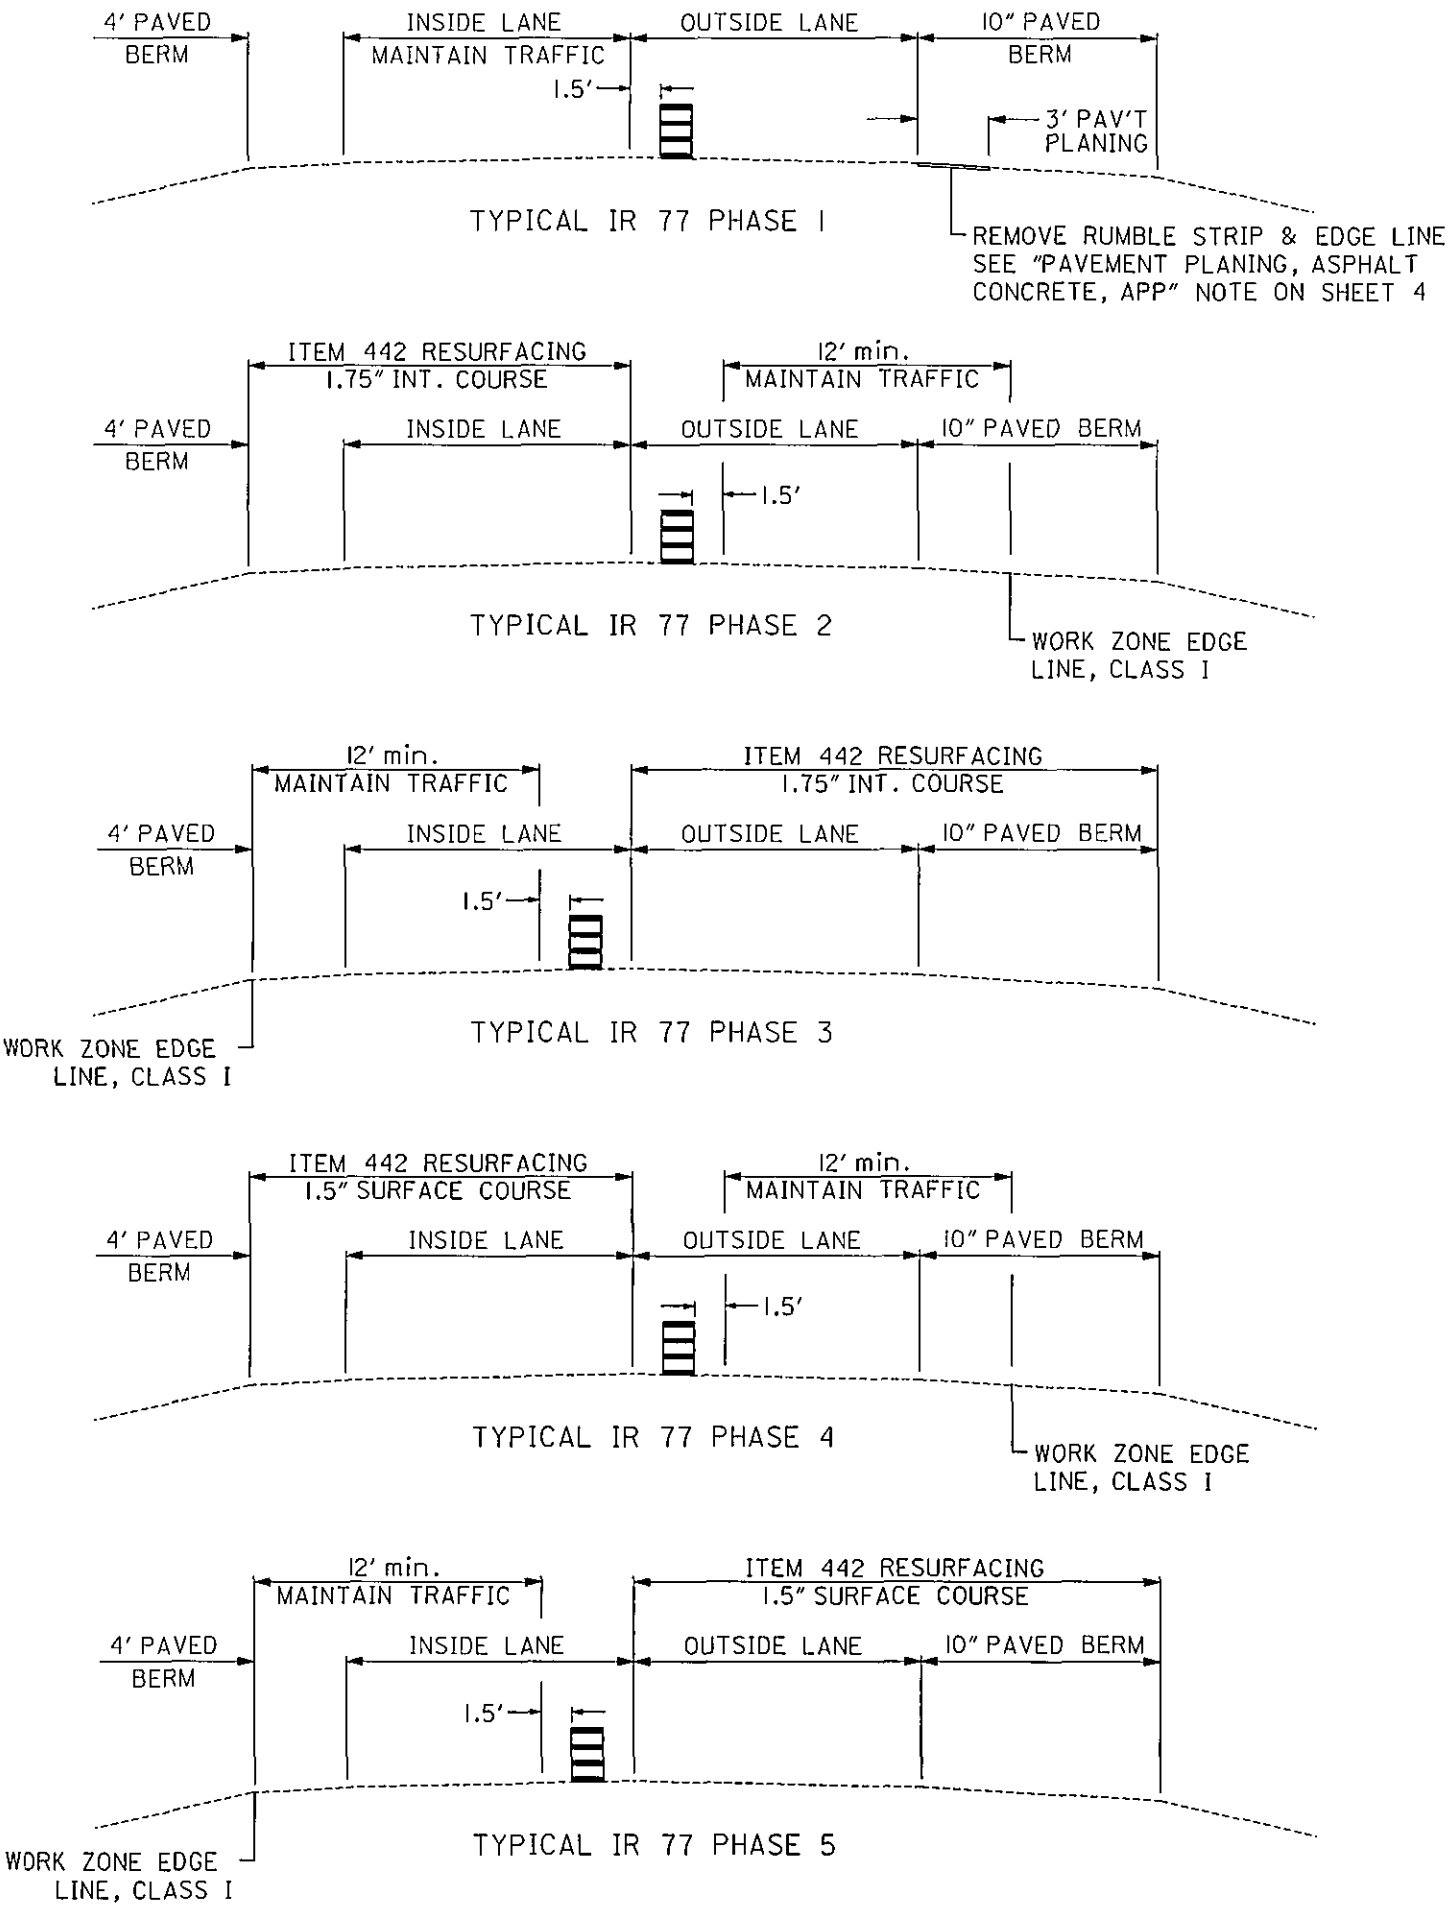 4' PAVED
BERM
INSIDE LANE
MAINTAIN TRAFFIC
OUTSIDE LANE
10" PAVED
BERM
1.5'
3' PAV'T
PLANING
TYPICAL IR 77 PHASE 1
REMOVE RUMBLE STRIP & EDGE LINE
SEE "PAVEMENT PLANING, ASPHALT
CONCRETE, APP" NOTE ON SHEET 4
ITEM 442 RESURFACING
1.75" INT. COURSE
12' min.
MAINTAIN TRAFFIC
4' PAVED
BERM
INSIDE LANE
OUTSIDE LANE
10" PAVED BERM
1.5'
TYPICAL IR 77 PHASE 2
WORK ZONE EDGE
LINE, CLASS I
12' min.
MAINTAIN TRAFFIC
ITEM 442 RESURFACING
1.75" INT. COURSE
4' PAVED
BERM
INSIDE LANE
OUTSIDE LANE
10" PAVED BERM
1.5'
TYPICAL IR 77 PHASE 3
WORK ZONE EDGE
LINE, CLASS I
ITEM 442 RESURFACING
1.5" SURFACE COURSE
12' min.
MAINTAIN TRAFFIC
4' PAVED
BERM
INSIDE LANE
OUTSIDE LANE
10" PAVED BERM
1.5'
TYPICAL IR 77 PHASE 4
WORK ZONE EDGE
LINE, CLASS I
12' min.
MAINTAIN TRAFFIC
ITEM 442 RESURFACING
1.5" SURFACE COURSE
4' PAVED
BERM
INSIDE LANE
OUTSIDE LANE
10" PAVED BERM
1.5'
TYPICAL IR 77 PHASE 5
WORK ZONE EDGE
LINE, CLASS I